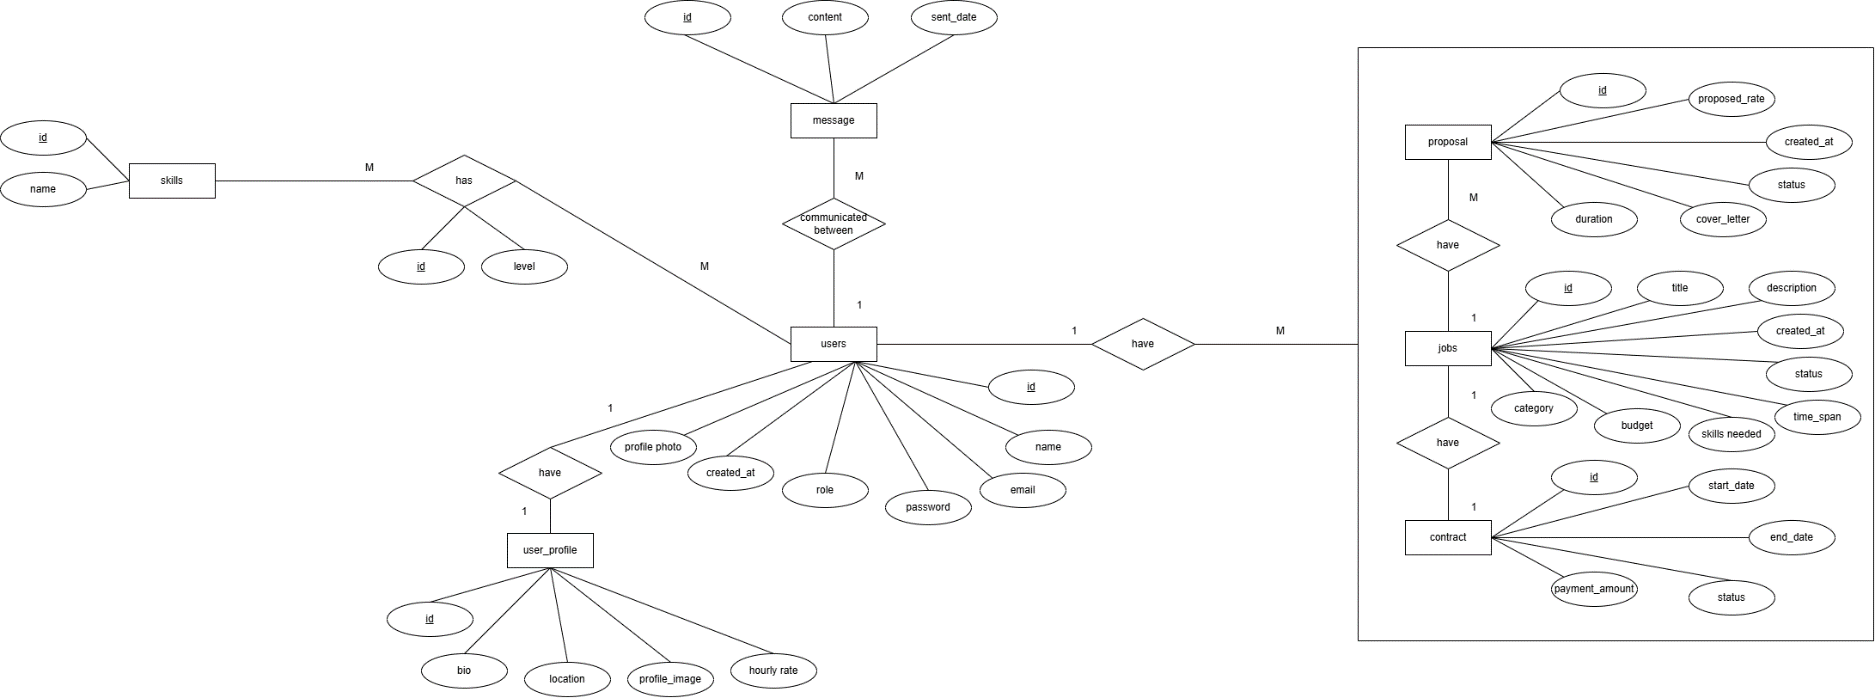 id
content
sent_date
message
M
communicated
between
1
id
name
skills
M
has
M
id
level
users
1
have
M
1
have
1
user_profile
id
bio
location
profile_image
hourly rate
profile photo
created_at
role
password
email
name
id
proposal
id
proposed_rate
created_at
status
cover_letter
duration
M
have
1
jobs
id
title
description
created_at
status
time_span
skills needed
budget
category
1
have
1
contract
id
start_date
end_date
status
payment_amount